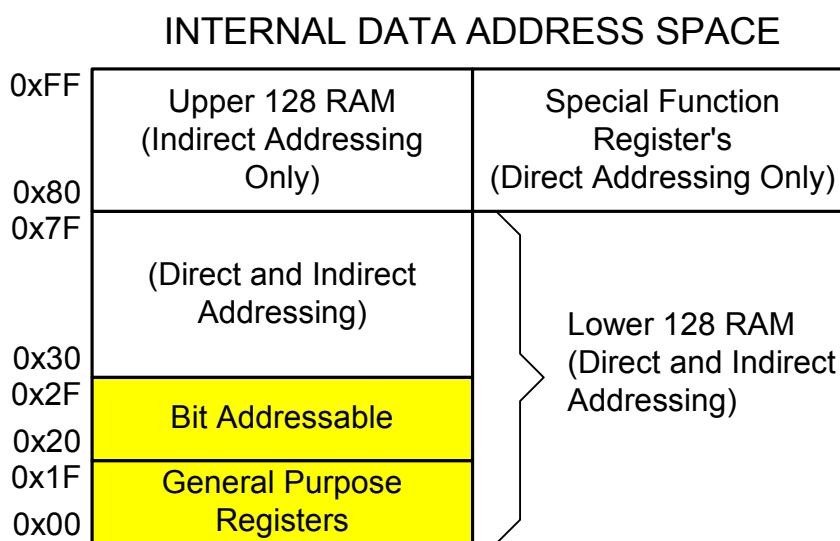 INTERNAL DATA ADDRESS SPACE
0xFF
Upper 128 RAM
(Indirect Addressing
Only)
0x80
Special Function
Register's
(Direct Addressing Only)
0x7F
(Direct and Indirect
Addressing)
0x30
Lower 128 RAM
(Direct and Indirect
Addressing)
0x2F
Bit Addressable
0x20
0x1F
General Purpose
Registers
0x00